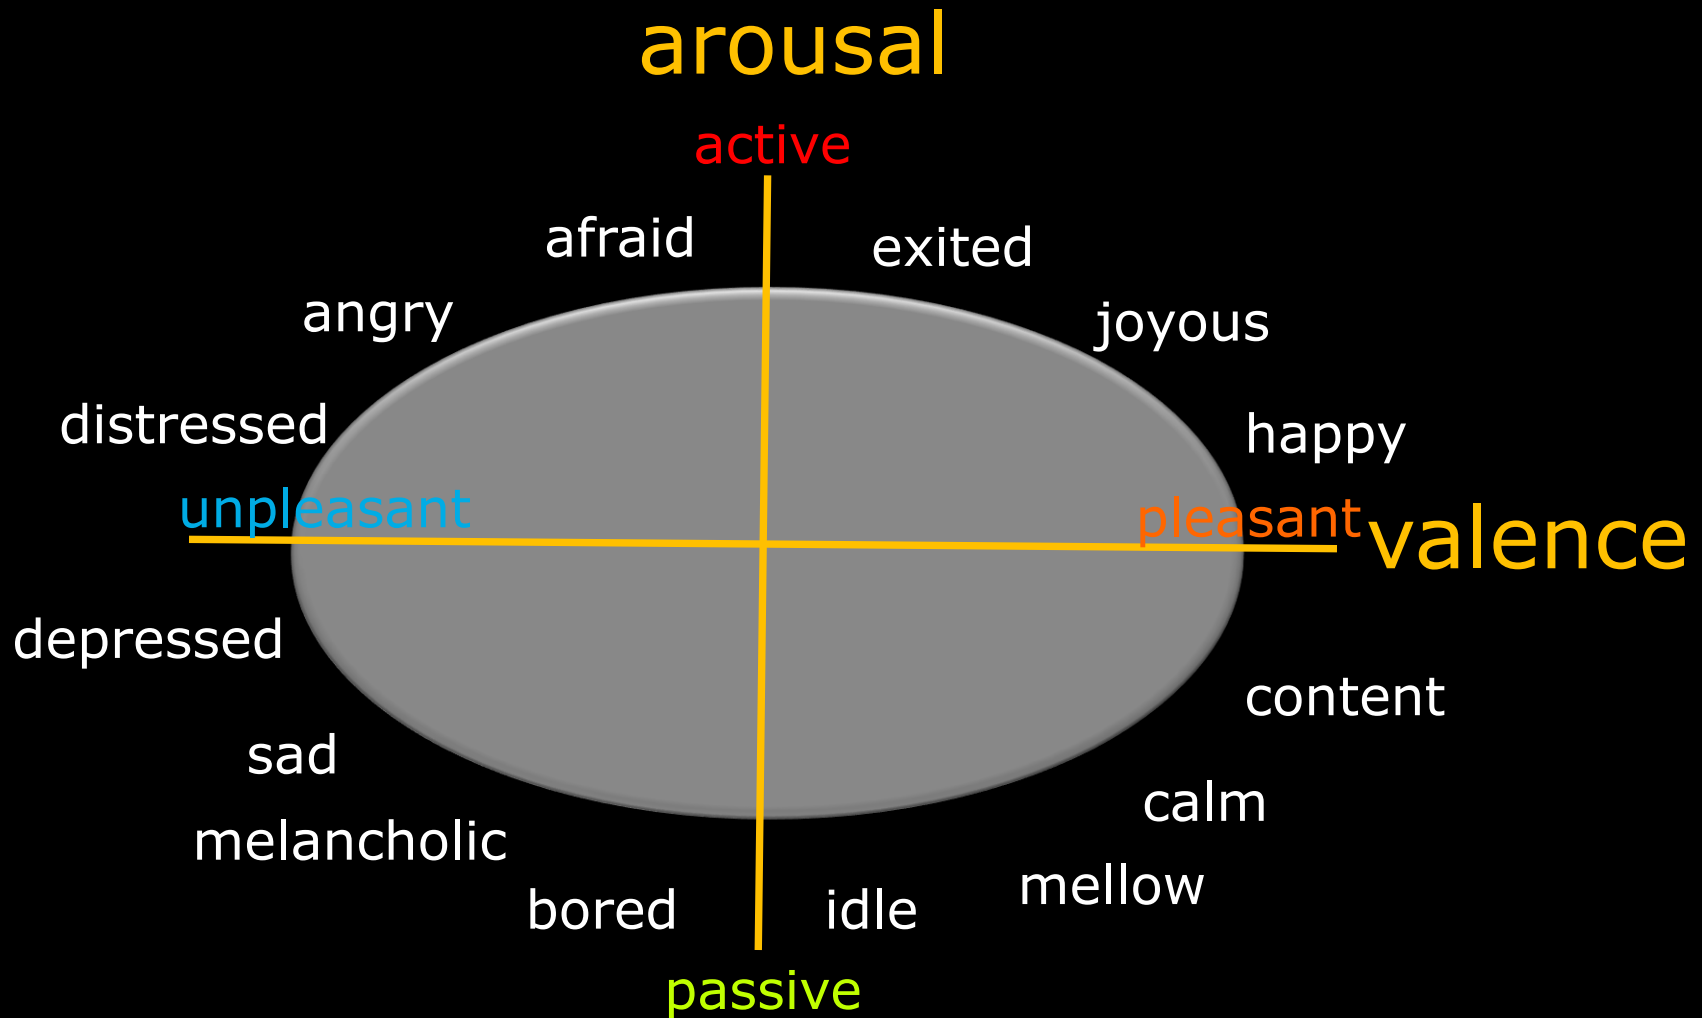 arousal
active
afraid
exited
angry
joyous
distressed
happy
unpleasant
pleasant
valence
depressed
content
sad
calm
melancholic
mellow
bored
idle
passive